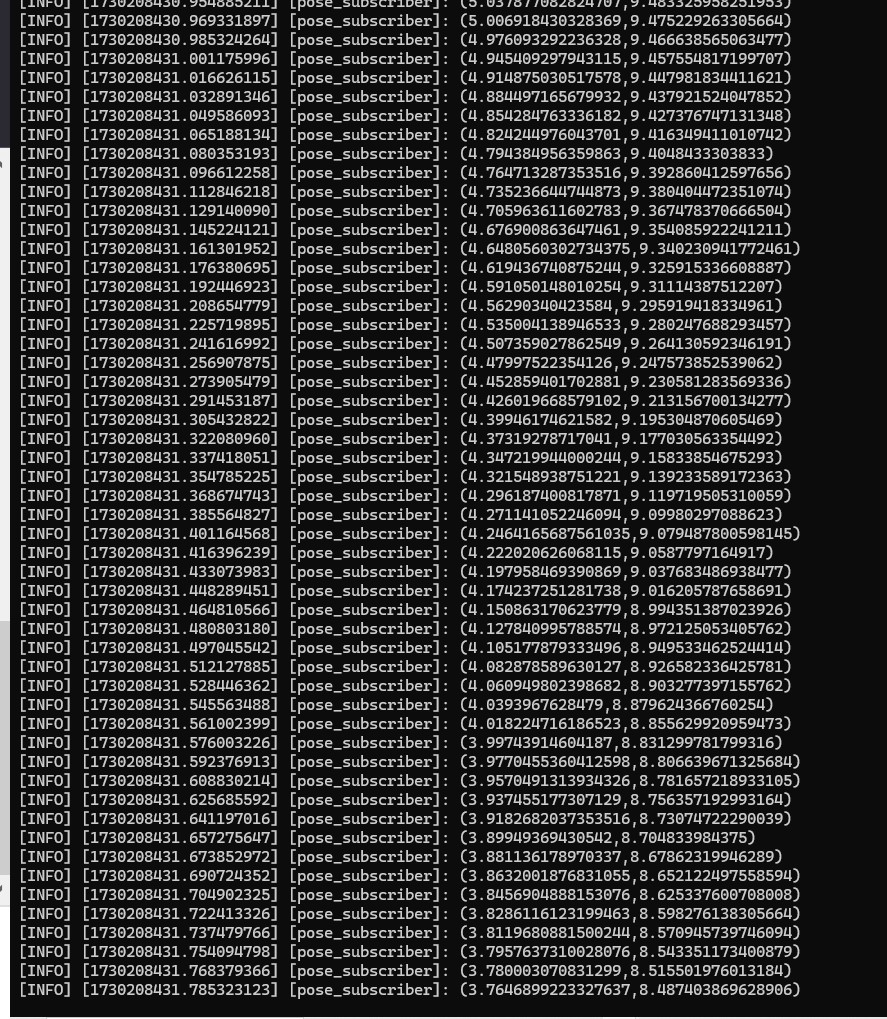 [INFO] [1730208430.954885211] [pose_subscriber]: (5.037877082824707,9.483325958251953)
[INFO] [1730208430.969331897] [pose_subscriber]: (5.006918430328369,9.475229263305664)
[INFO] [1730208430.985324264] [pose_subscriber]: (4.976093292236328,9.466638565063477)
[INFO] [1730208431.001175996] [pose_subscriber]: (4.945409297943115,9.457554817199707)
[INFO] [1730208431.016626115] [pose_subscriber]: (4.914875030517578,9.447981834411621)
[INFO] [1730208431.032891346] [pose_subscriber]: (4.884497165679932,9.437921524047852)
[INFO] [1730208431.049586093] [pose_subscriber]: (4.854284763336182,9.427376747131348)
[INFO] [1730208431.065188134] [pose_subscriber]: (4.824244976043701,9.416349411010742)
[INFO] [1730208431.080353193] [pose_subscriber]: (4.794384956359863,9.4048433303833)
[INFO] [1730208431.096612258] [pose_subscriber]: (4.764713287353516,9.392860412597656)
[INFO] [1730208431.112846218] [pose_subscriber]: (4.735236644744873,9.380404472351074)
[INFO] [1730208431.129140090] [pose_subscriber]: (4.705963611602783,9.367478370666504)
[INFO] [1730208431.145224121] [pose_subscriber]: (4.676900863647461,9.354085922241211)
[INFO] [1730208431.161301952] [pose_subscriber]: (4.6480560302734375,9.340230941772461)
[INFO] [1730208431.176380695] [pose_subscriber]: (4.619436740875244,9.325915336608887)
[INFO] [1730208431.192446923] [pose_subscriber]: (4.591050148010254,9.31114387512207)
[INFO] [1730208431.208654779] [pose_subscriber]: (4.56290340423584,9.295919418334961)
[INFO] [1730208431.225719895] [pose_subscriber]: (4.535004138946533,9.280247688293457)
[INFO] [1730208431.241616992] [pose_subscriber]: (4.507359027862549,9.264130592346191)
[INFO] [1730208431.256907875] [pose_subscriber]: (4.47997522354126,9.247573852539062)
[INFO] [1730208431.273905479] [pose_subscriber]: (4.452859401702881,9.230581283569336)
[INFO] [1730208431.291453187] [pose_subscriber]: (4.426019668579102,9.213156700134277)
[INFO] [1730208431.305432822] [pose_subscriber]: (4.39946174621582,9.195304870605469)
[INFO] [1730208431.322080960] [pose_subscriber]: (4.37319278717041,9.177030563354492)
[INFO] [1730208431.337418051] [pose_subscriber]: (4.347219944000244,9.15833854675293)
[INFO] [1730208431.354785225] [pose_subscriber]: (4.321548938751221,9.139233589172363)
[INFO] [1730208431.368674743] [pose_subscriber]: (4.296187400817871,9.119719505310059)
[INFO] [1730208431.385564827] [pose_subscriber]: (4.271141052246094,9.09980297088623)
[INFO] [1730208431.401164568] [pose_subscriber]: (4.2464165687561035,9.079487800598145)
[INFO] [1730208431.416396239] [pose_subscriber]: (4.222020626068115,9.0587797164917)
[INFO] [1730208431.433073983] [pose_subscriber]: (4.197958469390869,9.037683486938477)
[INFO] [1730208431.448289451] [pose_subscriber]: (4.174237251281738,9.016205787658691)
[INFO] [1730208431.464810566] [pose_subscriber]: (4.150863170623779,8.994351387023926)
[INFO] [1730208431.480803180] [pose_subscriber]: (4.127840995788574,8.972125053405762)
[INFO] [1730208431.497045542] [pose_subscriber]: (4.105177879333496,8.949533462524414)
[INFO] [1730208431.512127885] [pose_subscriber]: (4.082878589630127,8.926582336425781)
[INFO] [1730208431.528446362] [pose_subscriber]: (4.060949802398682,8.903277397155762)
[INFO] [1730208431.545563488] [pose_subscriber]: (4.0393967628479,8.879624366760254)
[INFO] [1730208431.561002399] [pose_subscriber]: (4.018224716186523,8.855629920959473)
[INFO] [1730208431.576003226] [pose_subscriber]: (3.99743914604187,8.831299781799316)
[INFO] [1730208431.592376913] [pose_subscriber]: (3.9770455360412598,8.806639671325684)
[INFO] [1730208431.608830214] [pose_subscriber]: (3.9570491313934326,8.781657218933105)
[INFO] [1730208431.625685592] [pose_subscriber]: (3.937455177307129,8.756357192993164)
[INFO] [1730208431.641197016] [pose_subscriber]: (3.9182682037353516,8.73074722290039)
[INFO] [1730208431.657275647] [pose_subscriber]: (3.89949369430542,8.704833984375)
[INFO] [1730208431.673852972] [pose_subscriber]: (3.881136178970337,8.67862319946289)
[INFO] [1730208431.690724352] [pose_subscriber]: (3.8632001876831055,8.652122497558594)
[INFO] [1730208431.704902325] [pose_subscriber]: (3.8456904888153076,8.625337600708008)
[INFO] [1730208431.722413326] [pose_subscriber]: (3.8286116123199463,8.598276138305664)
[INFO] [1730208431.737479766] [pose_subscriber]: (3.8119680881500244,8.570945739746094)
[INFO] [1730208431.754094798] [pose_subscriber]: (3.7957637310028076,8.543351173400879)
[INFO] [1730208431.768379366] [pose_subscriber]: (3.780003070831299,8.515501976013184)
[INFO] [1730208431.785323123] [pose_subscriber]: (3.7646899223327637,8.487403869628906)